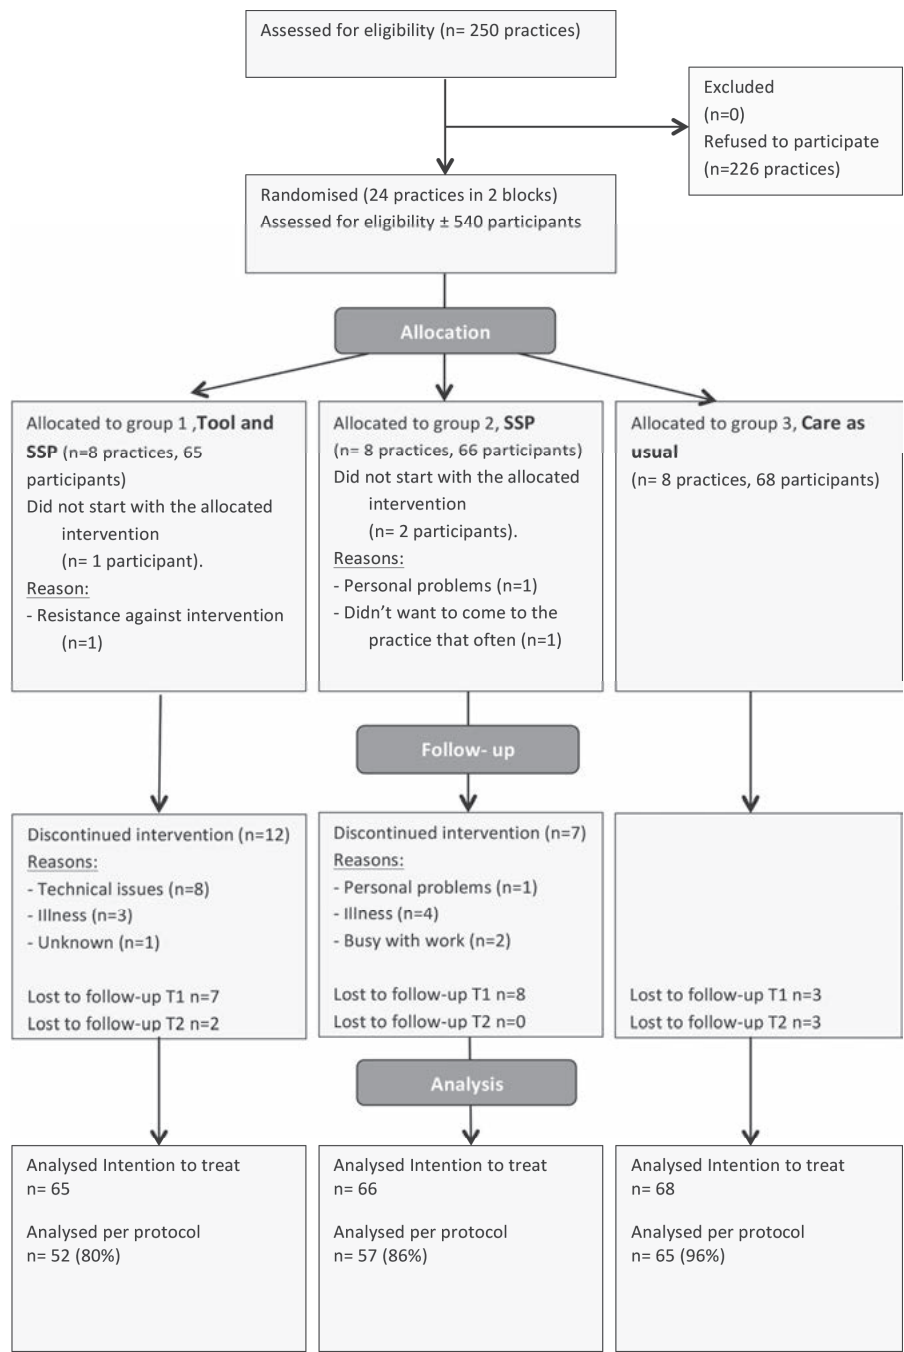 Assessed for eligibility (n= 250 practices)
Excluded
(n=0)
Refused to participate
(n=226 practices)
Randomised (24 practices in 2 blocks)
Assessed for eligibility ± 540 participants
Allocation
Allocated to group 1 ,Tool and
SSP (n=8 practices, 65
participants)
Did not start with the allocated
intervention
(n= 1 participant).
Reason:
- Resistance against intervention
(n=1)
Allocated to group 2, SSP
(n= 8 practices, 66 participants)
Did not start with the allocated
intervention
(n= 2 participants).
Reasons:
- Personal problems (n=1)
- Didn’t want to come to the
practice that often (n=1)
Allocated to group 3, Care as
usual
(n= 8 practices, 68 participants)
Follow- up
Discontinued intervention (n=12)
Reasons:
- Technical issues (n=8)
- Illness (n=3)
- Unknown (n=1)
Lost to follow-up T1 n=7
Lost to follow-up T2 n=2
Discontinued intervention (n=7)
Reasons:
- Personal problems (n=1)
- Illness (n=4)
- Busy with work (n=2)
Lost to follow-up T1 n=8
Lost to follow-up T2 n=0
Lost to follow-up T1 n=3
Lost to follow-up T2 n=3
Analysis
Analysed Intention to treat
n= 65
Analysed per protocol
n= 52 (80%)
Analysed Intention to treat
n= 66
Analysed per protocol
n= 57 (86%)
Analysed Intention to treat
n= 68
Analysed per protocol
n= 65 (96%)